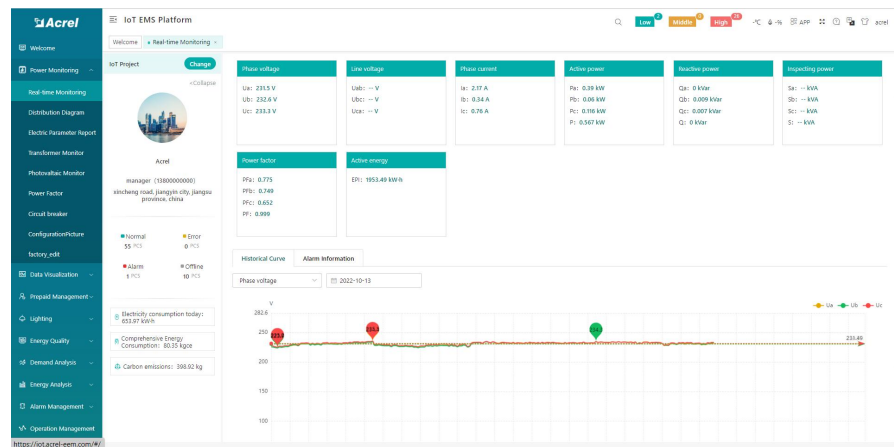 Acrel
IoT EMS Platform
Low 2 Middle 6 High 28 -℃ -% APP acrel
Welcome
Real-time Monitoring ×
Welcome
Power Monitoring
Real-time Monitoring
Distribution Diagram
Electric Parameter Report
Transformer Monitor
Photovaltaic Monitor
Power Factor
Circuit breaker
ConfigurationPicture
factory_edit
Data Visualization
Prepaid Management
Lighting
Energy Quality
Demand Analysis
Energy Analysis
Alarm Management
Operation Management
https://iot.acrel-eem.com/#/
IoT Project
Change
«Collapse
Acrel
manager (13800000000)
xincheng road, jiangyin city, jiangsu
province, china
Normal
55 PCS
Error
0 PCS
Alarm
1 PCS
Offline
10 PCS
Electricity consumption today:
653.97 kW·h
Comprehensive Energy
Consumption: 80.35 kgce
Carbon emissions: 398.92 kg
Phase voltage
Ua: 231.5 V
Ub: 232.6 V
Uc: 233.3 V
Line voltage
Uab: -- V
Ubc: -- V
Uca: -- V
Phase current
Ia: 2.17 A
Ib: 0.34 A
Ic: 0.76 A
Active power
Pa: 0.39 kW
Pb: 0.06 kW
Pc: 0.116 kW
P: 0.567 kW
Reactive power
Qa: 0 kVar
Qb: 0.009 kVar
Qc: 0.007 kVar
Q: 0 kVar
Inspecting power
Sa: -- kVA
Sb: -- kVA
Sc: -- kVA
S: -- kVA
Power factor
PFa: 0.775
PFb: 0.749
PFc: 0.652
PF: 0.999
Active energy
EPI: 1953.49 kW·h
Historical Curve
Alarm Information
Phase voltage
2022-10-13
V
Ua Ub Uc
282.6
250
200
150
100
233.49